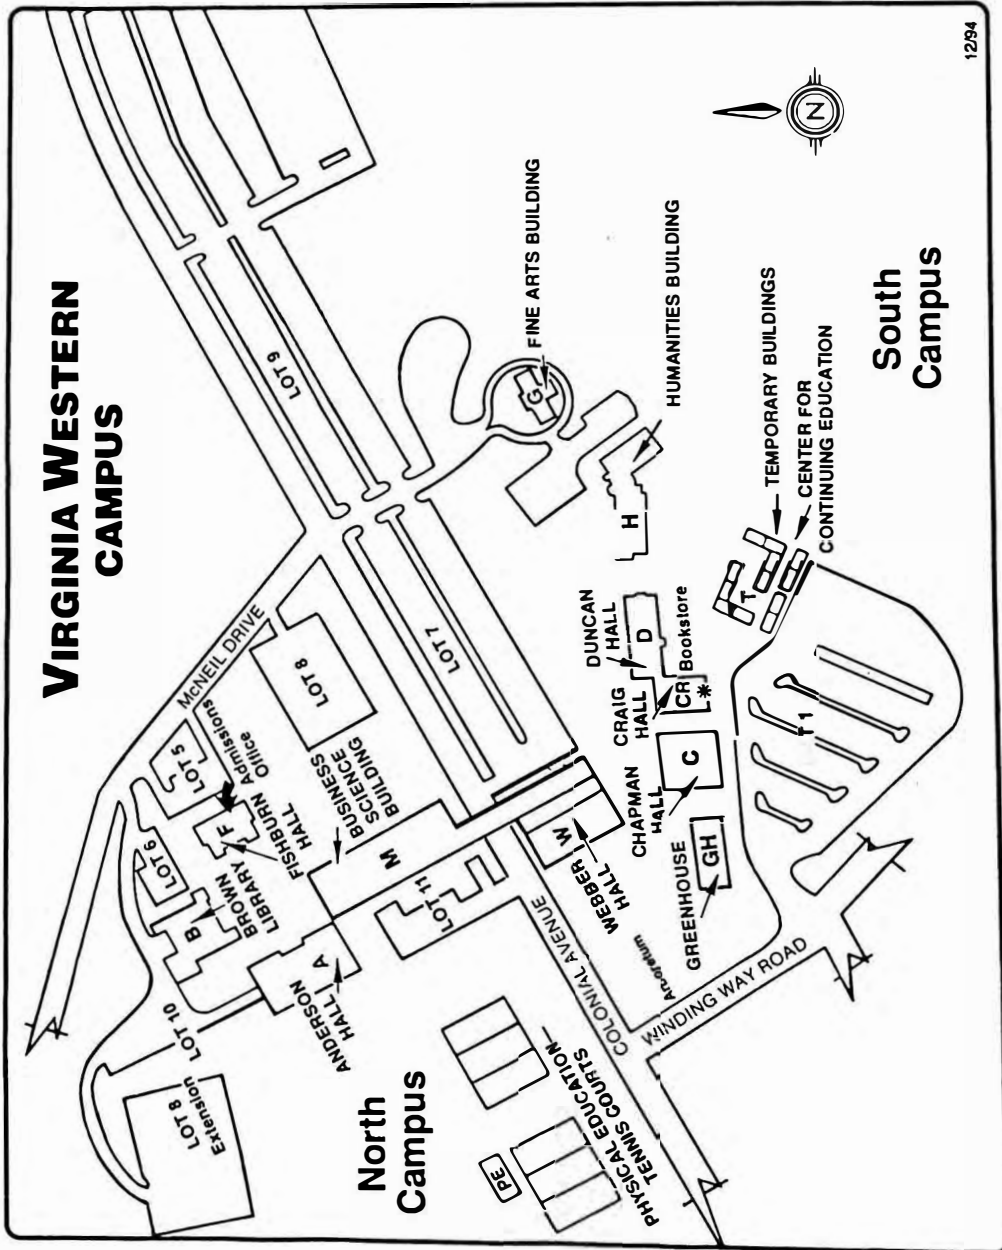 VIRGINIA WESTERN
CAMPUS
LOT 8
Extension
LOT 10
B
BROWN
LIBRARY
LOT 6
LOT 5
McNEIL DRIVE
F
Admissions
Office
FISHBURN
HALL
LOT 8
BUSINESS
SCIENCE
BUILDING
M
ANDERSON
HALL
A
LOT 11
LOT 7
LOT 9
North
Campus
PE
PHYSICAL EDUCATION
TENNIS COURTS
COLONIAL AVENUE
WINDING WAY ROAD
Arboretum
W
WEBBER
HALL
GREENHOUSE
GH
CHAPMAN
HALL
C
CRAIG
HALL
CR
Bookstore
*
DUNCAN
HALL
D
H
HUMANITIES BUILDING
G
FINE ARTS BUILDING
T
TEMPORARY BUILDINGS
CENTER FOR
CONTINUING EDUCATION
T1
South
Campus
N
12/94